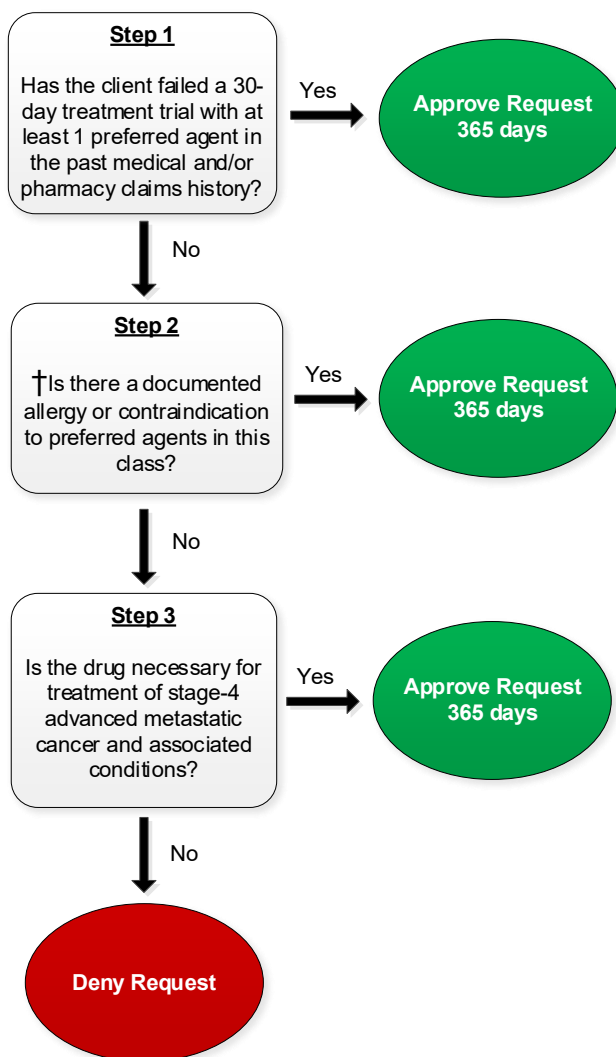 Step 1
Has the client failed a 30-
day treatment trial with at
least 1 preferred agent in
the past medical and/or
pharmacy claims history?
Yes
Approve Request
365 days
No
Step 2
†Is there a documented
allergy or contraindication
to preferred agents in this
class?
Yes
Approve Request
365 days
No
Step 3
Is the drug necessary for
treatment of stage-4
advanced metastatic
cancer and associated
conditions?
Yes
Approve Request
365 days
No
Deny Request